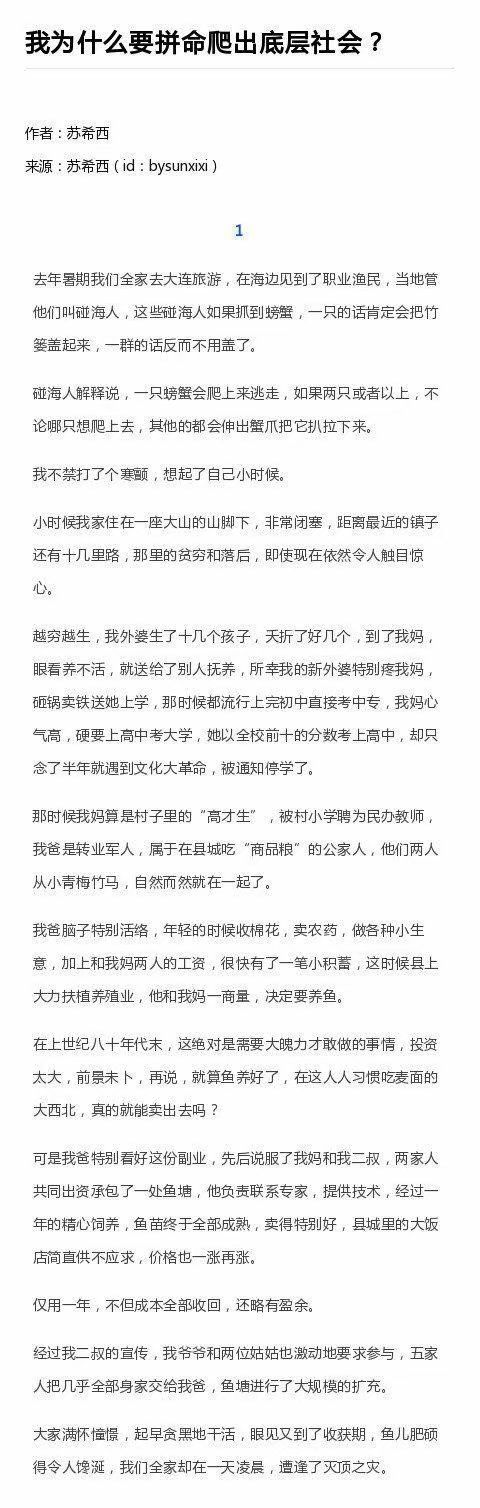 我为什么要拼命爬出底层社会？
作者：苏希西
来源：苏希西（id：bysunxixi）
1
去年暑期我们全家去大连旅游，在海边见到了职业渔民，当地管
他们叫碰海人，这些碰海人如果抓到螃蟹，一只的话肯定会把竹
篓盖起来，一群的话反而不用盖了。
碰海人解释说，一只螃蟹会爬上来逃走，如果两只或者以上，不
论哪只想爬上去，其他的都会伸出蟹爪把它扒拉下来。
我不禁打了个寒颤，想起了自己小时候。
小时候我家住在一座大山的山脚下，非常闭塞，距离最近的镇子
还有十几里路，那里的贫穷和落后，即使现在依然令人触目惊
心。
越穷越生，我外婆生了十几个孩子，夭折了好几个，到了我妈，
眼看养不活，就送给了别人抚养，所幸我的新外婆特别疼我妈，
砸锅卖铁送她上学，那时候都流行上完初中直接考中专，我妈心
气高，硬要上高中考大学，她以全校前十的分数考上高中，却只
念了半年就遇到文化大革命，被通知停学了。
那时候我妈算是村子里的“高才生”，被村小学聘为民办教师，
我爸是转业军人，属于在县城吃“商品粮”的公家人，他们两人
从小青梅竹马，自然而然就在一起了。
我爸脑子特别活络，年轻的时候收棉花，卖农药，做各种小生
意，加上和我妈两人的工资，很快有了一笔小积蓄，这时候县上
大力扶植养殖业，他和我妈一商量，决定要养鱼。
在上世纪八十年代末，这绝对是需要大魄力才敢做的事情，投资
太大，前景未卜，再说，就算鱼养好了，在这人人习惯吃麦面的
大西北，真的就能卖出去吗？
可是我爸特别看好这份副业，先后说服了我妈和我二叔，两家人
共同出资承包了一处鱼塘，他负责联系专家，提供技术，经过一
年的精心饲养，鱼苗终于全部成熟，卖得特别好，县城里的大饭
店简直供不应求，价格也一涨再涨。
仅用一年，不但成本全部收回，还略有盈余。
经过我二叔的宣传，我爷爷和两位姑姑也激动地要求参与，五家
人把几乎全部身家交给我爸，鱼塘进行了大规模的扩充。
大家满怀憧憬，起早贪黑地干活，眼见又到了收获期，鱼儿肥硕
得令人馋涎，我们全家却在一天凌晨，遭逢了灭顶之灾。